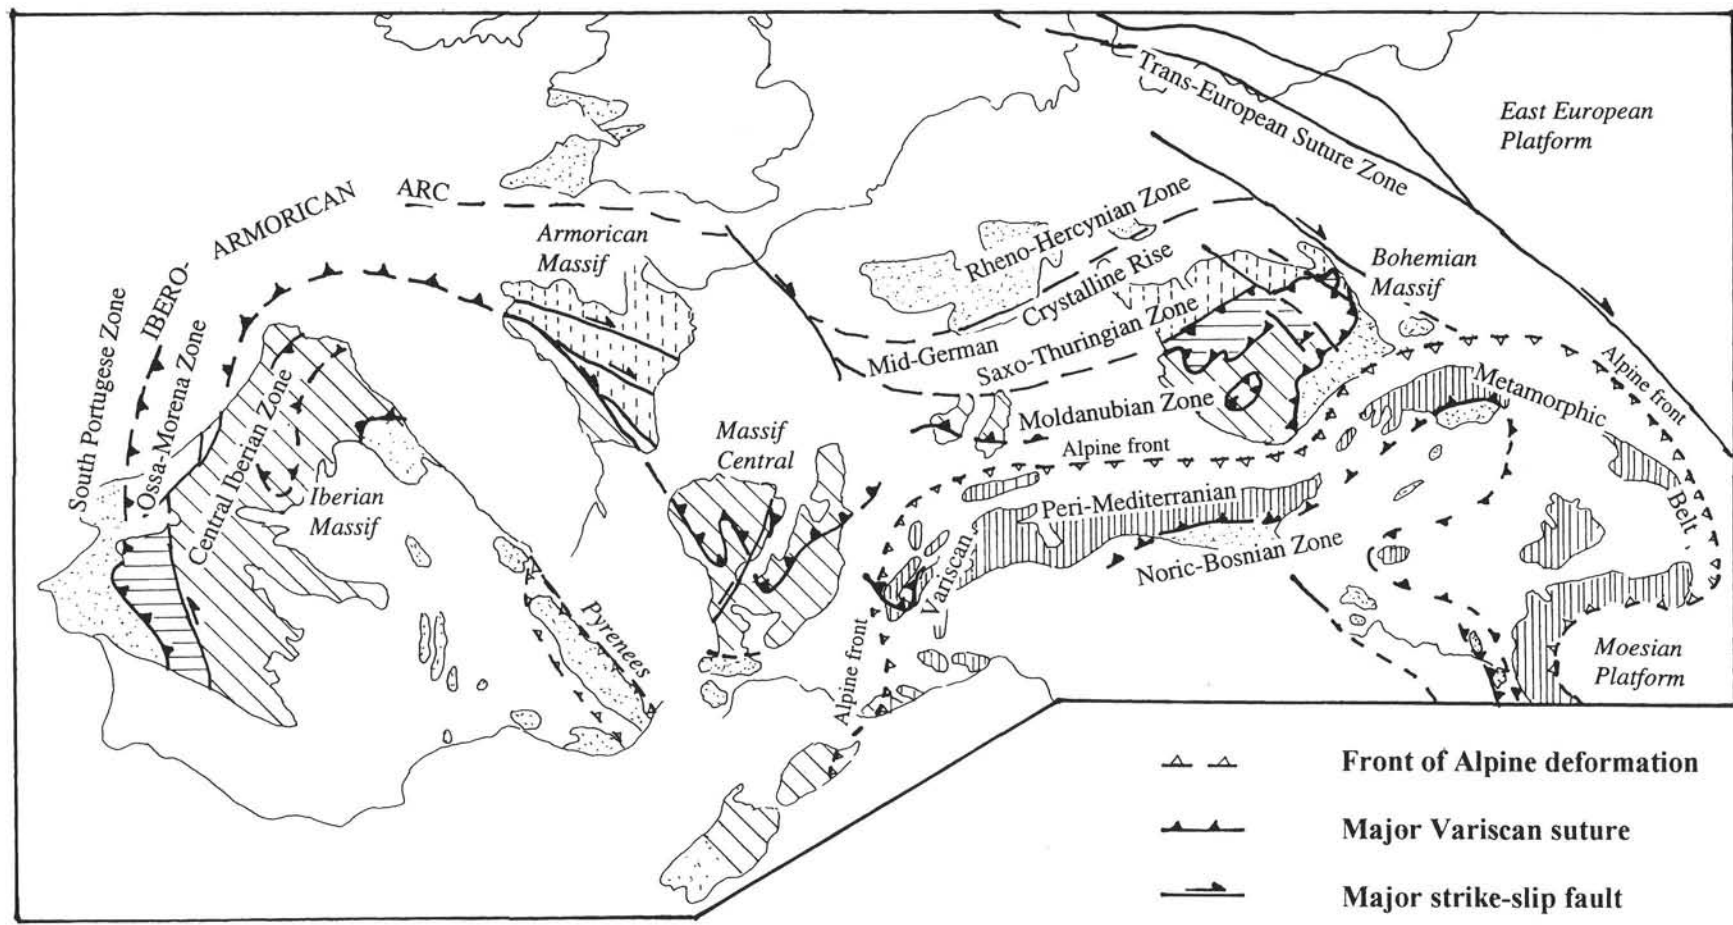 Trans-European Suture Zone
East European
Platform
IBERO-
ARMORICAN
ARC
Armorican
Massif
Rheno-Hercynian Zone
Mid-German
Crystalline Rise
Saxo-Thuringian Zone
Bohemian
Massif
South Portugese Zone
Ossa-Morena Zone
Central Iberian Zone
Iberian
Massif
Massif
Central
Moldanubian Zone
Alpine front
Metamorphic
Alpine front
Belt
Peri-Mediterranian
Variscan
Noric-Bosnian Zone
Pyrenees
Alpine front
Moesian
Platform
Front of Alpine deformation
Major Variscan suture
Major strike-slip fault